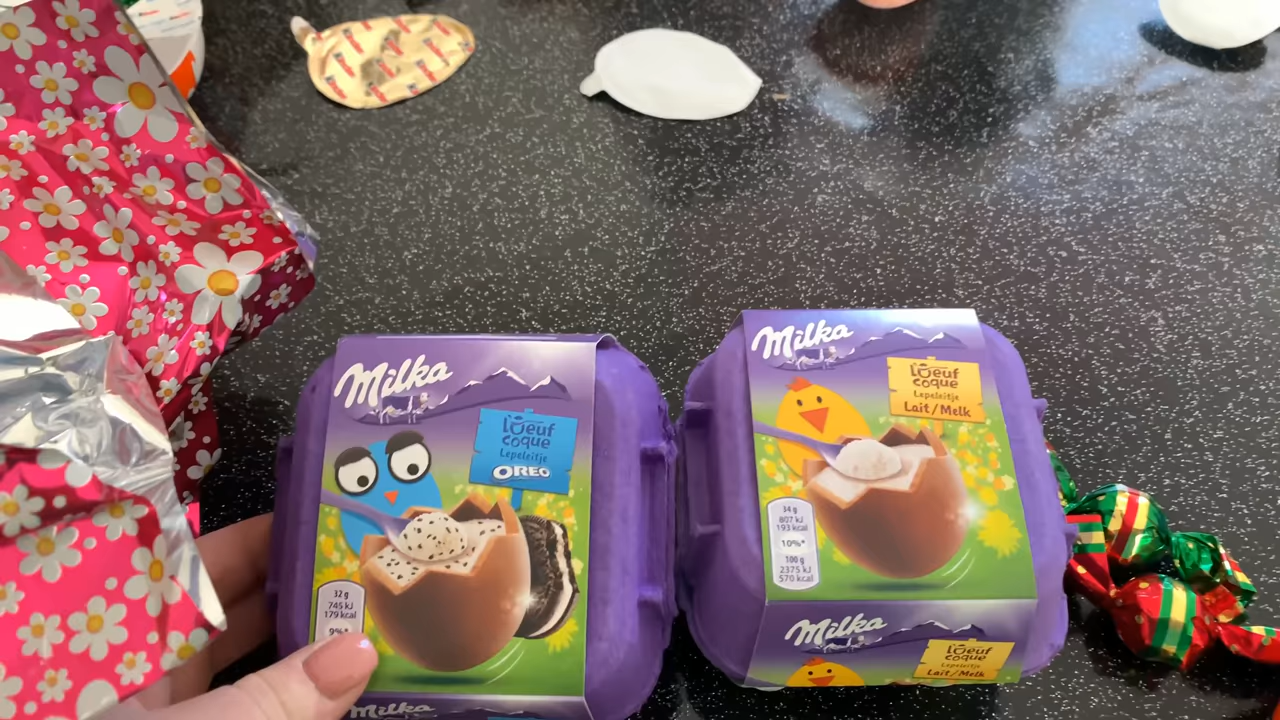 Milka
l'Oeuf
coque
Lepeleitje
OREO
32 g
745 kJ
179 kcal
9%*
Milka
Milka
l'Oeuf
coque
Lepeleitje
Lait/Melk
34 g
807 kJ
193 kcal
10%*
100 g
2375 kJ
570 kcal
Milka
l'Oeuf
coque
Lait/Melk